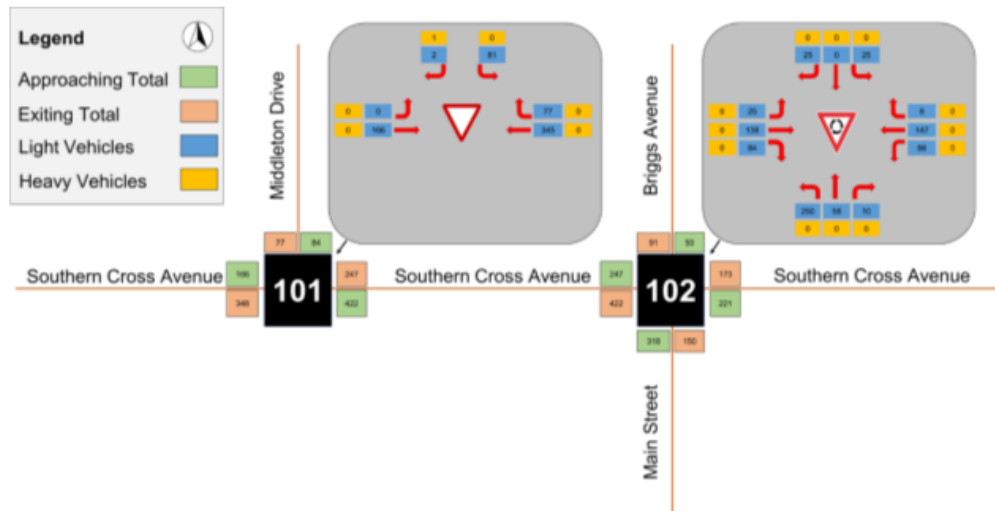 Legend
Approaching Total
Exiting Total
Light Vehicles
Heavy Vehicles
Middleton Drive
1 0
2 81
0 0 77 0
0 166 345 0
Briggs Avenue
0 0 0
25 0 25
0 25 8 0
0 138 147 0
0 84 66 0
250 58 10
0 0 0
77 84
Southern Cross Avenue
166
348
101
247
422
Southern Cross Avenue
91 50
247
422
102
173
221
Southern Cross Avenue
318 150
Main Street